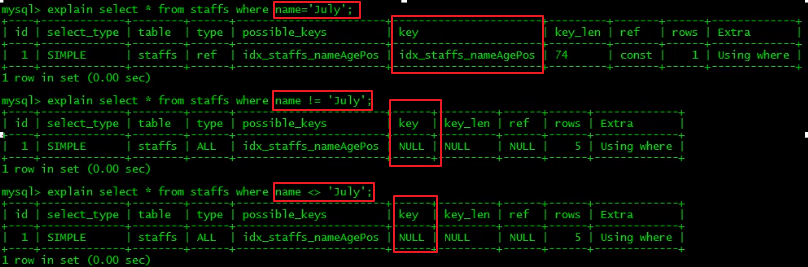 mysql> explain select * from staffs where name='July';
+----+-------------+--------+------+---------------------+---------------------+---------+-------+------+-------------+
| id | select_type | table  | type | possible_keys       | key                 | key_len | ref   | rows | Extra       |
+----+-------------+--------+------+---------------------+---------------------+---------+-------+------+-------------+
|  1 | SIMPLE      | staffs | ref  | idx_staffs_nameAgePos | idx_staffs_nameAgePos | 74      | const |    1 | Using where |
+----+-------------+--------+------+---------------------+---------------------+---------+-------+------+-------------+
1 row in set (0.00 sec)
mysql> explain select * from staffs where name != 'July';
+----+-------------+--------+------+---------------------+------+---------+------+------+-------------+
| id | select_type | table  | type | possible_keys       | key  | key_len | ref  | rows | Extra       |
+----+-------------+--------+------+---------------------+------+---------+------+------+-------------+
|  1 | SIMPLE      | staffs | ALL  | idx_staffs_nameAgePos | NULL | NULL    | NULL |    5 | Using where |
+----+-------------+--------+------+---------------------+------+---------+------+------+-------------+
1 row in set (0.00 sec)
mysql> explain select * from staffs where name <> 'July';
+----+-------------+--------+------+---------------------+------+---------+------+------+-------------+
| id | select_type | table  | type | possible_keys       | key  | key_len | ref  | rows | Extra       |
+----+-------------+--------+------+---------------------+------+---------+------+------+-------------+
|  1 | SIMPLE      | staffs | ALL  | idx_staffs_nameAgePos | NULL | NULL    | NULL |    5 | Using where |
+----+-------------+--------+------+---------------------+------+---------+------+------+-------------+
1 row in set (0.00 sec)